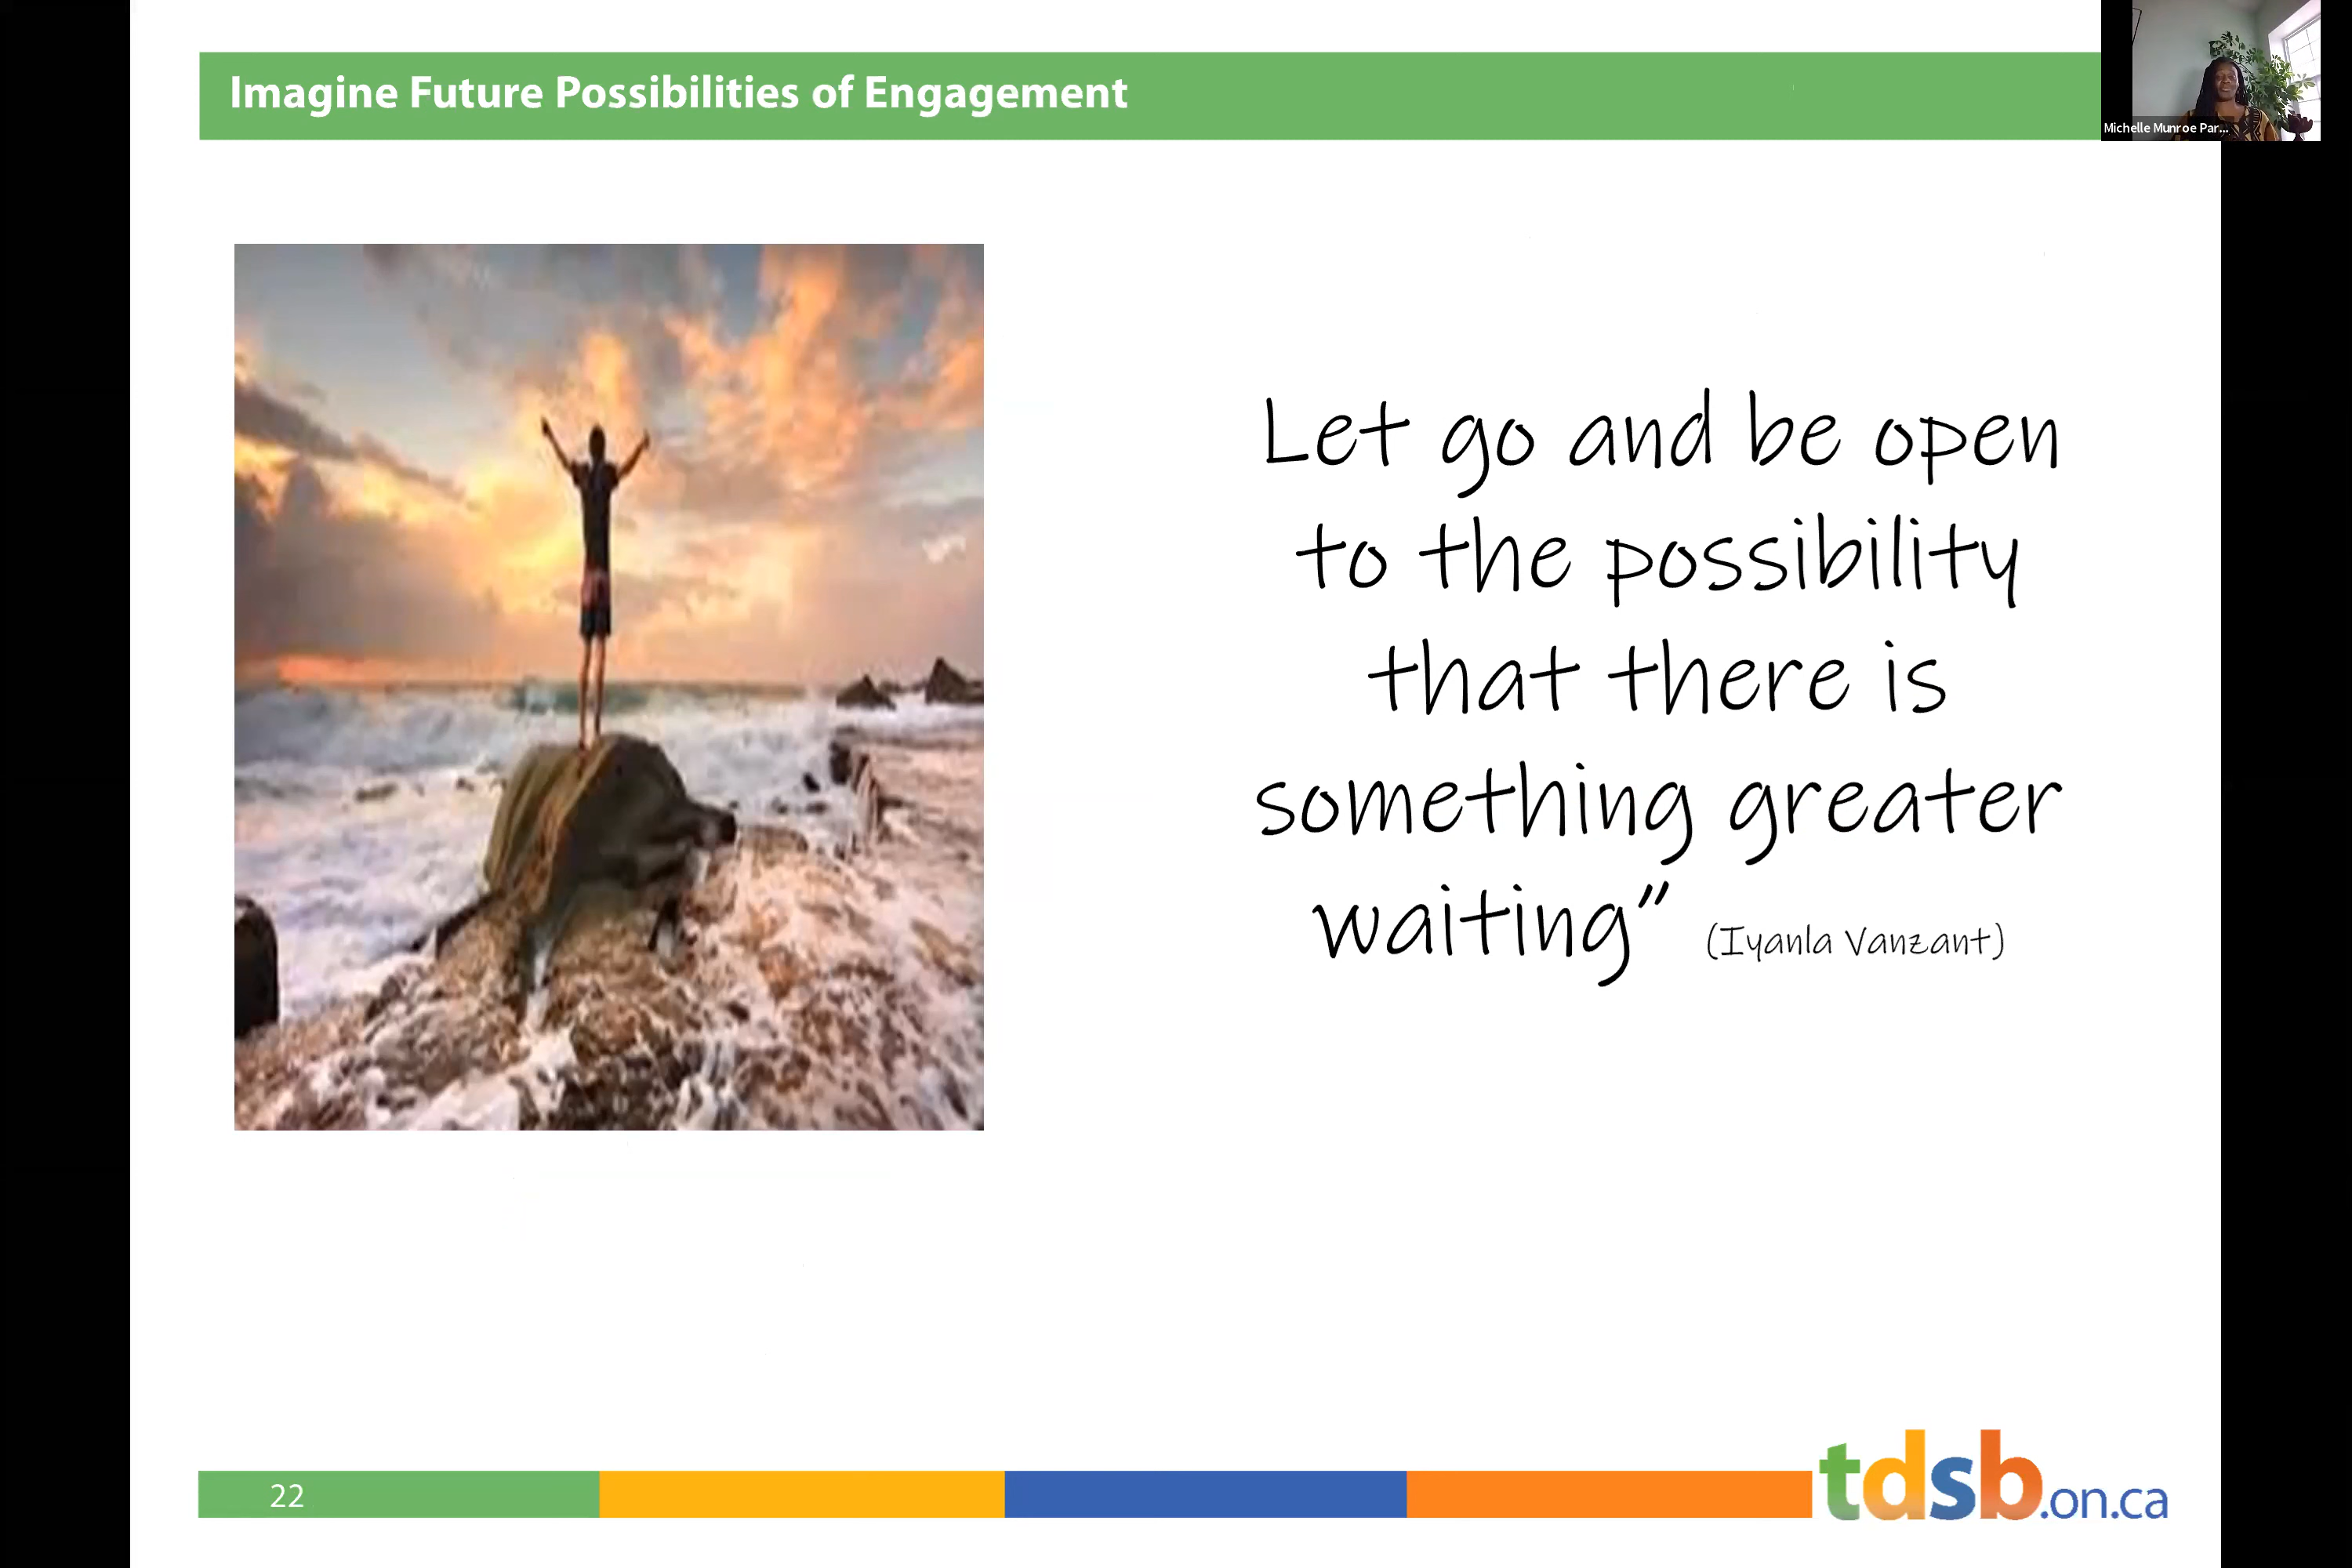 Imagine Future Possibilities of Engagement
Michelle Munroe Par...
Let go and be open
to the possibility
that there is
something greater
waiting” (Iyanla Vanzant)
22
tdsb.on.ca